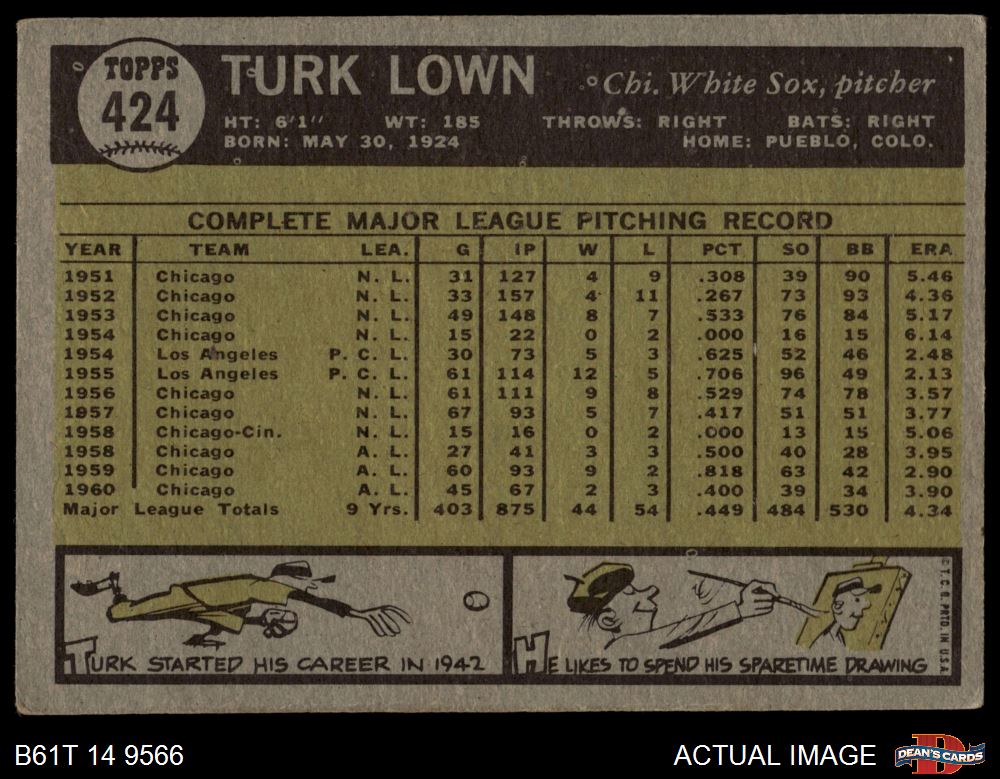 TOPPS
424
TURK LOWN
Chi. White Sox, pitcher
HT: 6'1'' WT: 185 THROWS: RIGHT BATS: RIGHT
BORN: MAY 30, 1924 HOME: PUEBLO, COLO.
COMPLETE MAJOR LEAGUE PITCHING RECORD
YEAR TEAM LEA. G IP W L PCT SO BB ERA
1951 Chicago N. L. 31 127 4 9 .308 39 90 5.46
1952 Chicago N. L. 33 157 4 11 .267 73 93 4.36
1953 Chicago N. L. 49 148 8 7 .533 76 84 5.17
1954 Chicago N. L. 15 22 0 2 .000 16 15 6.14
1954 Los Angeles P. C. L. 30 73 5 3 .625 52 46 2.48
1955 Los Angeles P. C. L. 61 114 12 5 .706 96 49 2.13
1956 Chicago N. L. 61 111 9 8 .529 74 78 3.57
1957 Chicago N. L. 67 93 5 7 .417 51 51 3.77
1958 Chicago-Cin. N. L. 15 16 0 2 .000 13 15 5.06
1958 Chicago A. L. 27 41 3 3 .500 40 28 3.95
1959 Chicago A. L. 60 93 9 2 .818 63 42 2.90
1960 Chicago A. L. 45 67 2 3 .400 39 34 3.90
Major League Totals 9 Yrs. 403 875 44 54 .449 484 530 4.34
TURK STARTED HIS CAREER IN 1942
HE LIKES TO SPEND HIS SPARETIME DRAWING
© T. C. G. PRTD. IN U.S.A.
B61T 14 9566
ACTUAL IMAGE
DEAN'S CARDS